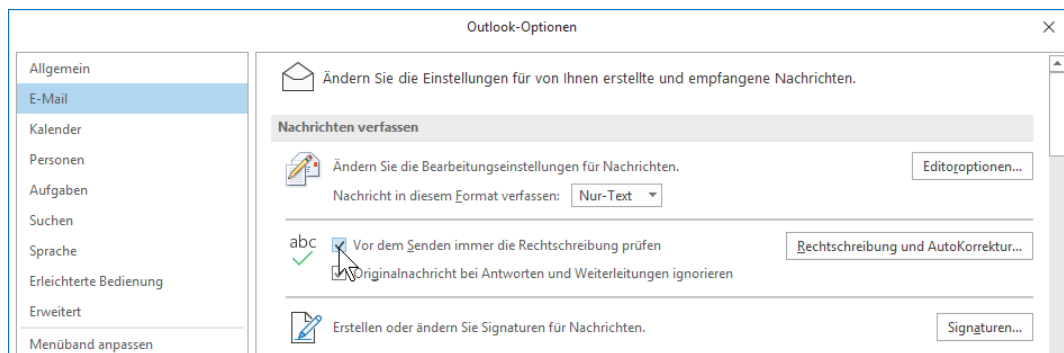 Outlook-Optionen
Allgemein
E-Mail
Kalender
Personen
Aufgaben
Suchen
Sprache
Erleichterte Bedienung
Erweitert
Menüband anpassen
Ändern Sie die Einstellungen für von Ihnen erstellte und empfangene Nachrichten.
Nachrichten verfassen
Ändern Sie die Bearbeitungseinstellungen für Nachrichten.
Editoroptionen...
Nachricht in diesem Format verfassen: Nur-Text
abc
Vor dem Senden immer die Rechtschreibung prüfen
Rechtschreibung und AutoKorrektur...
Originalnachricht bei Antworten und Weiterleitungen ignorieren
Erstellen oder ändern Sie Signaturen für Nachrichten.
Signaturen...